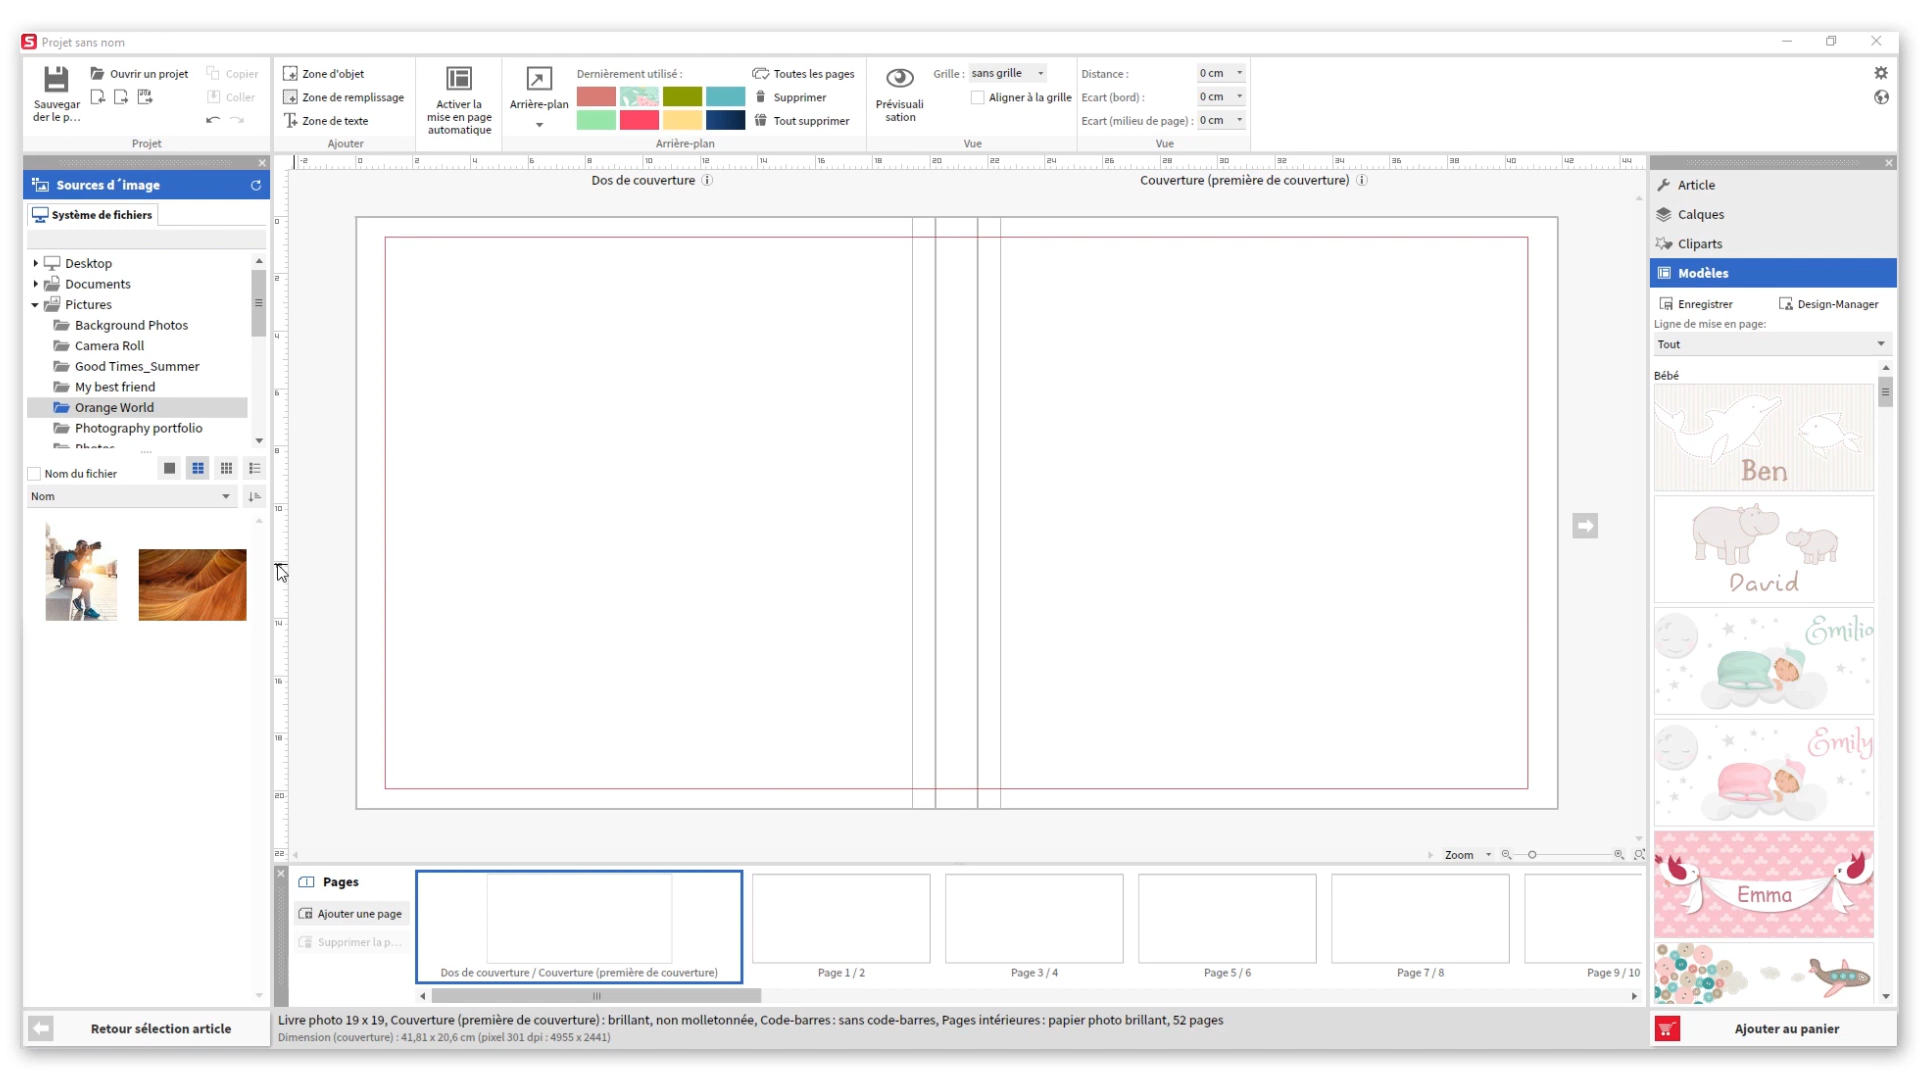 Projet sans nom
Sauvegar
der le p...
Ouvrir un projet
Copier
Coller
Projet
Zone d'objet
Zone de remplissage
Zone de texte
Ajouter
Activer la
mise en page
automatique
Arrière-plan
Dernièrement utilisé :
Toutes les pages
Supprimer
Tout supprimer
Arrière-plan
Prévisuali
sation
Grille : sans grille
Aligner à la grille
Vue
Distance : 0 cm
Ecart (bord) : 0 cm
Ecart (milieu de page) : 0 cm
Vue
Sources d´image
Système de fichiers
Desktop
Documents
Pictures
Background Photos
Camera Roll
Good Times_Summer
My best friend
Orange World
Photography portfolio
Nom du fichier
Nom
Retour sélection article
Dos de couverture
Couverture (première de couverture)
Zoom
Pages
Ajouter une page
Supprimer la p...
Dos de couverture / Couverture (première de couverture)
Page 1 / 2
Page 3 / 4
Page 5 / 6
Page 7 / 8
Page 9 / 10
Livre photo 19 x 19, Couverture (première de couverture) : brillant, non molletonnée, Code-barres : sans code-barres, Pages intérieures : papier photo brillant, 52 pages
Dimension (couverture) : 41,81 x 20,6 cm (pixel 301 dpi : 4955 x 2441)
Article
Calques
Cliparts
Modèles
Enregistrer
Design-Manager
Ligne de mise en page:
Tout
Bébé
Ben
David
Emilio
Emily
Emma
Ajouter au panier